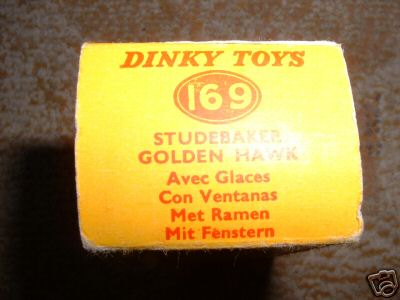 DINKY TOYS
169
STUDEBAKER
GOLDEN HAWK
Avec Glaces
Con Ventanas
Met Ramen
Mit Fenstern